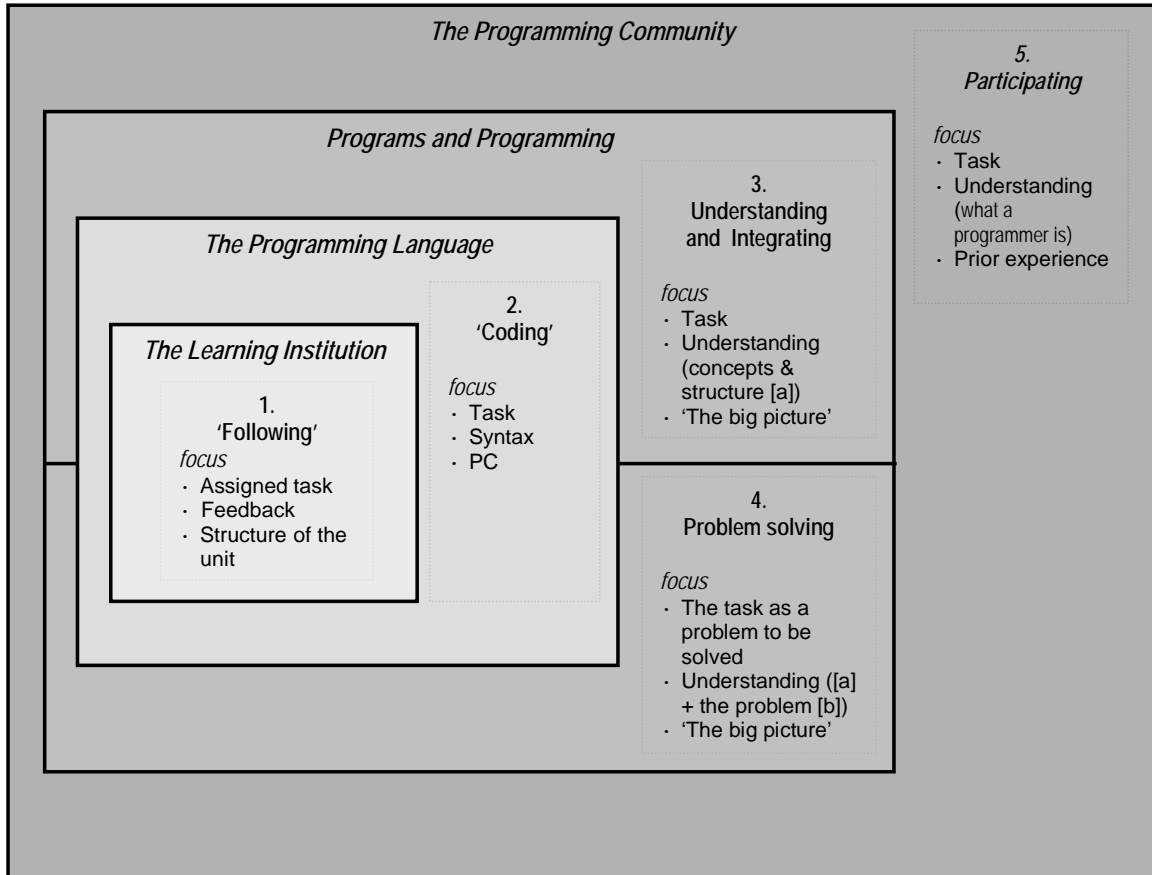 The Programming Community
5.
Participating
focus
· Task
· Understanding
(what a
programmer is)
· Prior experience
Programs and Programming
3.
Understanding
and Integrating
focus
· Task
· Understanding
(concepts &
structure [a])
· ‘The big picture’
The Programming Language
2.
‘Coding’
focus
· Task
· Syntax
· PC
The Learning Institution
1.
‘Following’
focus
· Assigned task
· Feedback
· Structure of the
unit
4.
Problem solving
focus
· The task as a
problem to be
solved
· Understanding ([a]
+ the problem [b])
· ‘The big picture’